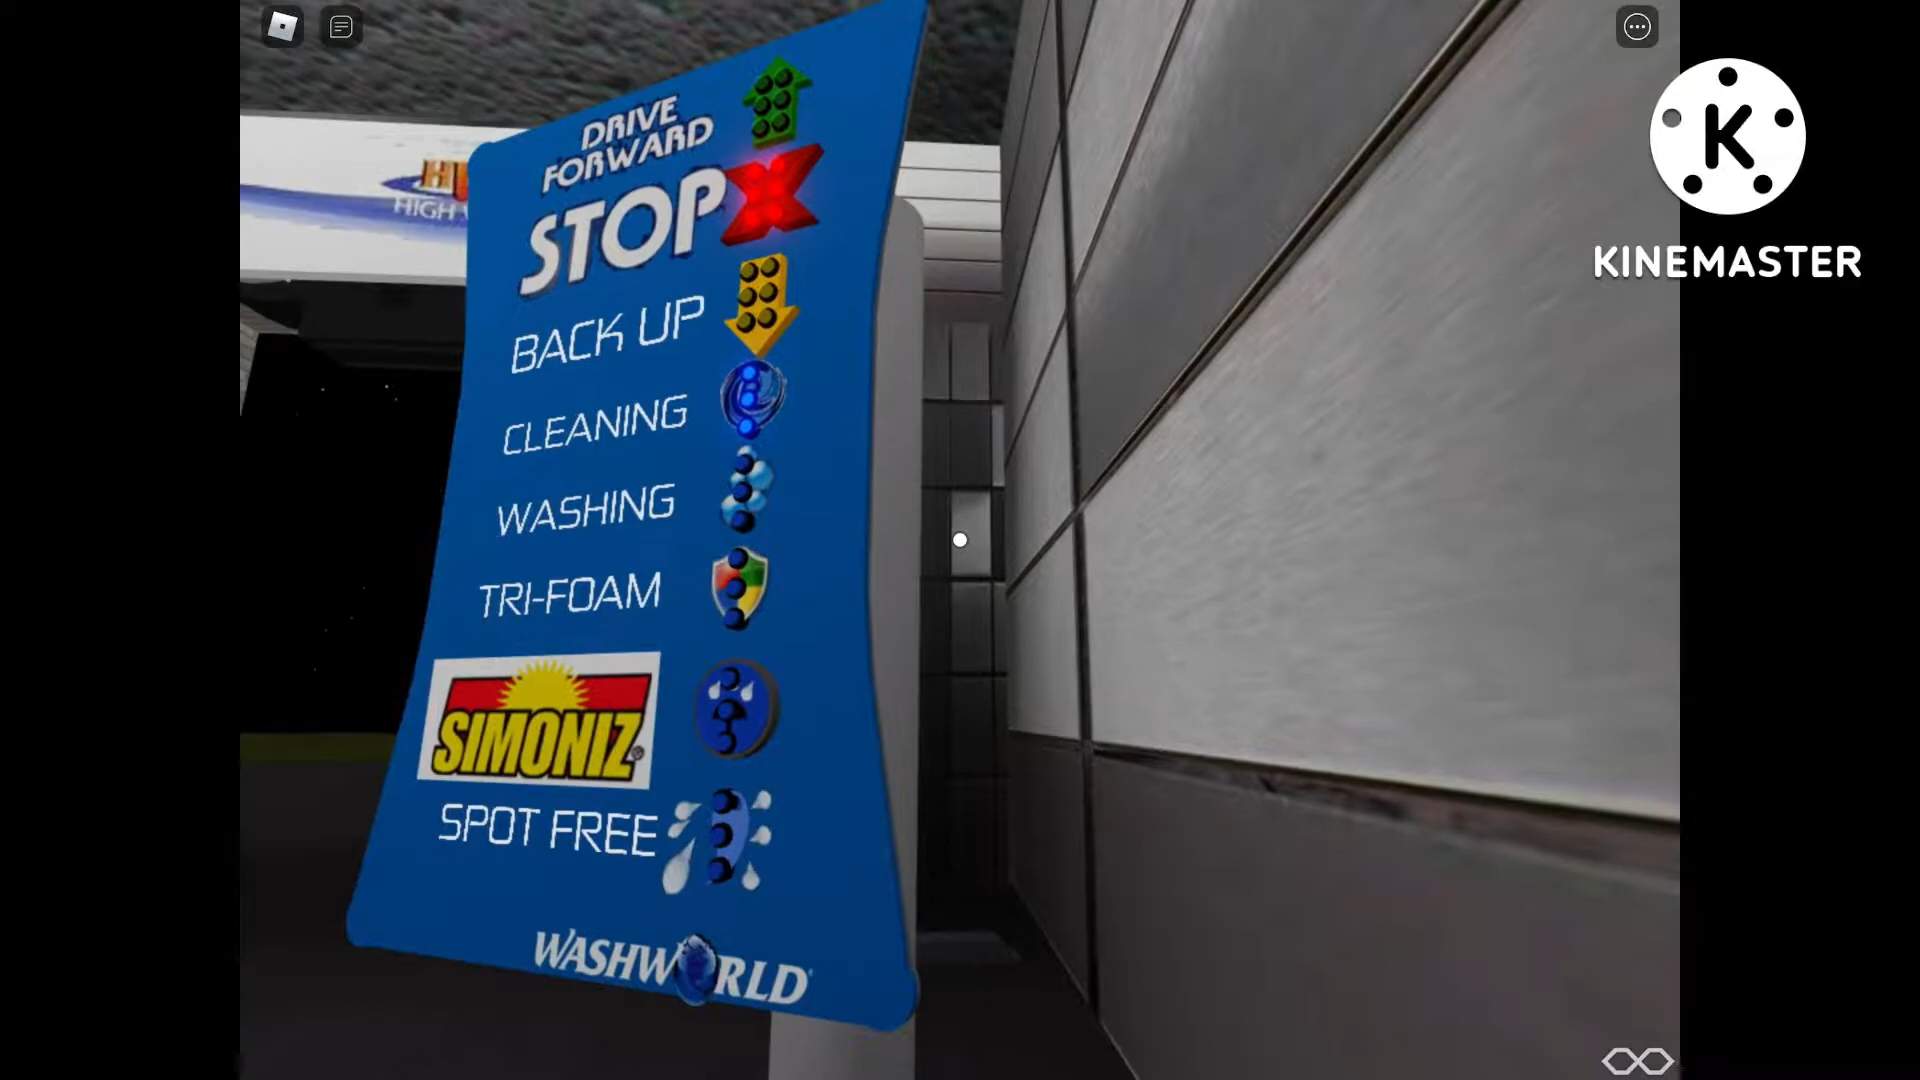 DRIVE
FORWARD
STOP
BACK UP
CLEANING
WASHING
TRI-FOAM
SIMONIZ®
SPOT FREE
WASHWORLD
HIGH
K
KINEMASTER